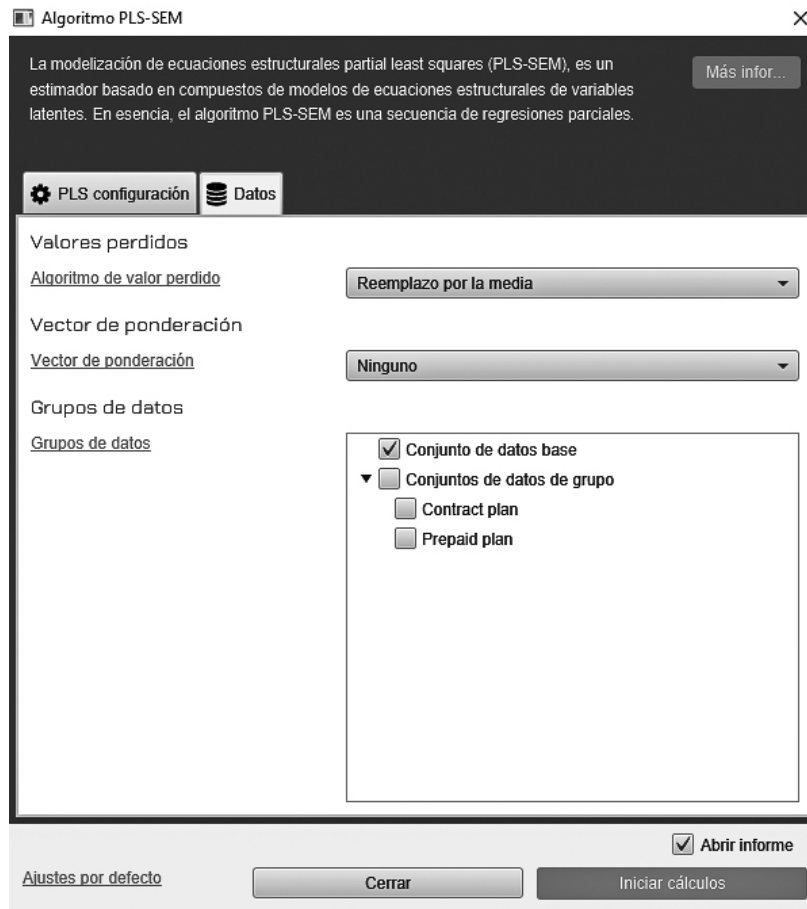 Algoritmo PLS-SEM
La modelización de ecuaciones estructurales partial least squares (PLS-SEM), es un
estimador basado en compuestos de modelos de ecuaciones estructurales de variables
latentes. En esencia, el algoritmo PLS-SEM es una secuencia de regresiones parciales.
Más infor...
PLS configuración
Datos
Valores perdidos
Algoritmo de valor perdido
Reemplazo por la media
Vector de ponderación
Vector de ponderación
Ninguno
Grupos de datos
Grupos de datos
Conjunto de datos base
Conjuntos de datos de grupo
Contract plan
Prepaid plan
Abrir informe
Ajustes por defecto
Cerrar
Iniciar cálculos